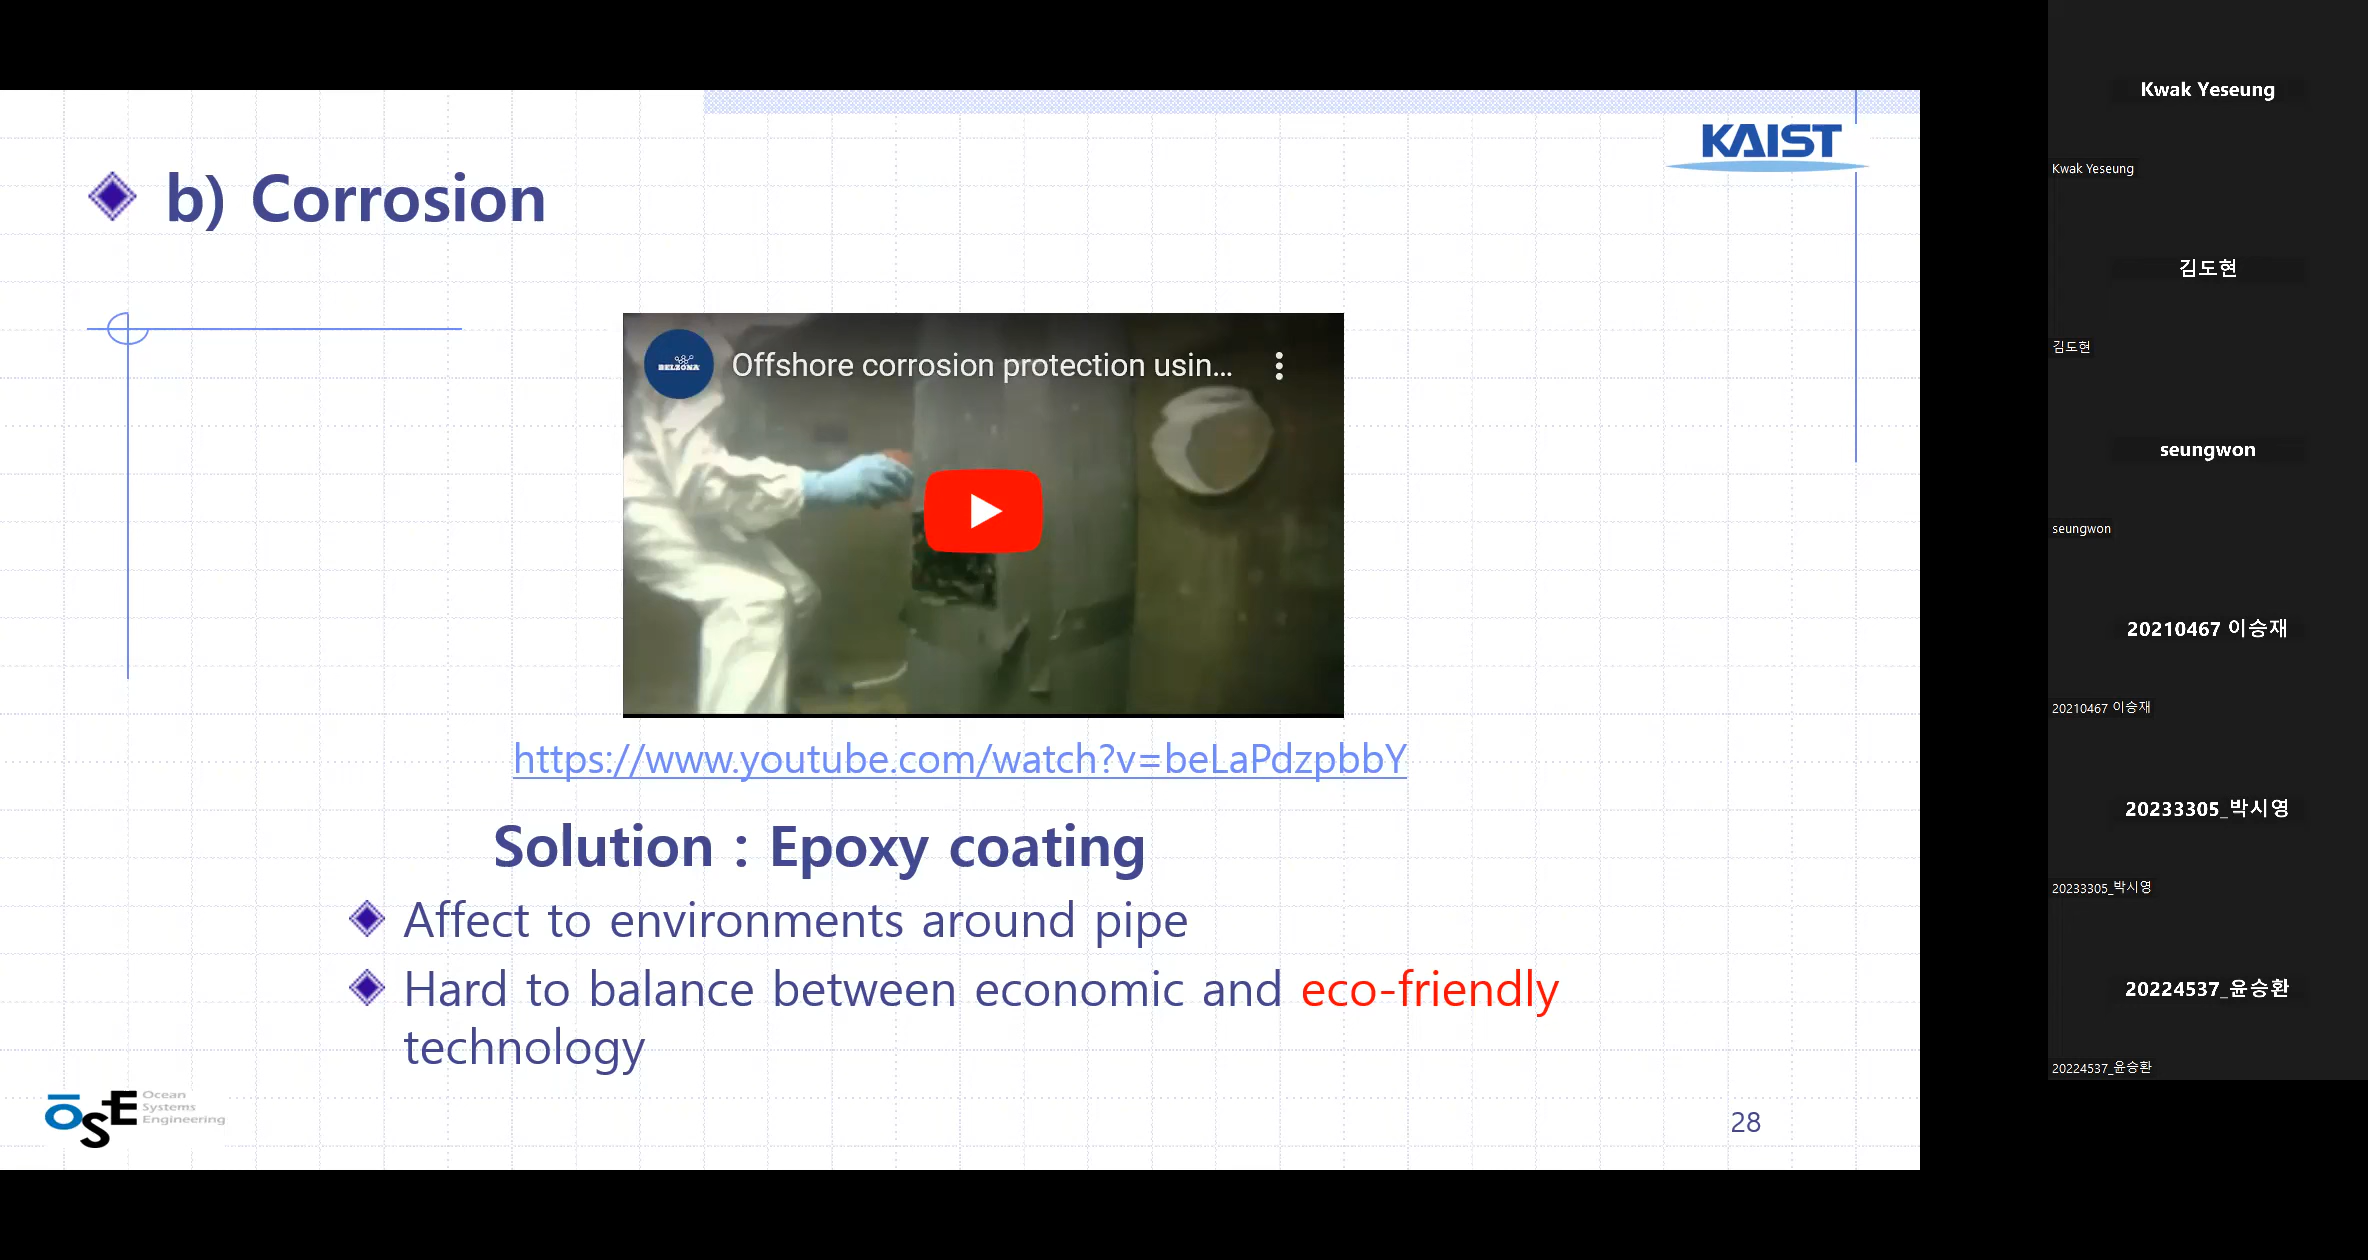 KAIST
b) Corrosion
BELZONA
Offshore corrosion protection usin...
https://www.youtube.com/watch?v=beLaPdzpbbY
Solution : Epoxy coating
Affect to environments around pipe
Hard to balance between economic and eco-friendly
technology
OSE
Ocean
Systems
Engineering
28
Kwak Yeseung
Kwak Yeseung
김도현
김도현
seungwon
seungwon
20210467 이승재
20210467 이승재
20233305_박시영
20233305_박시영
20224537_윤승환
20224537_윤승환